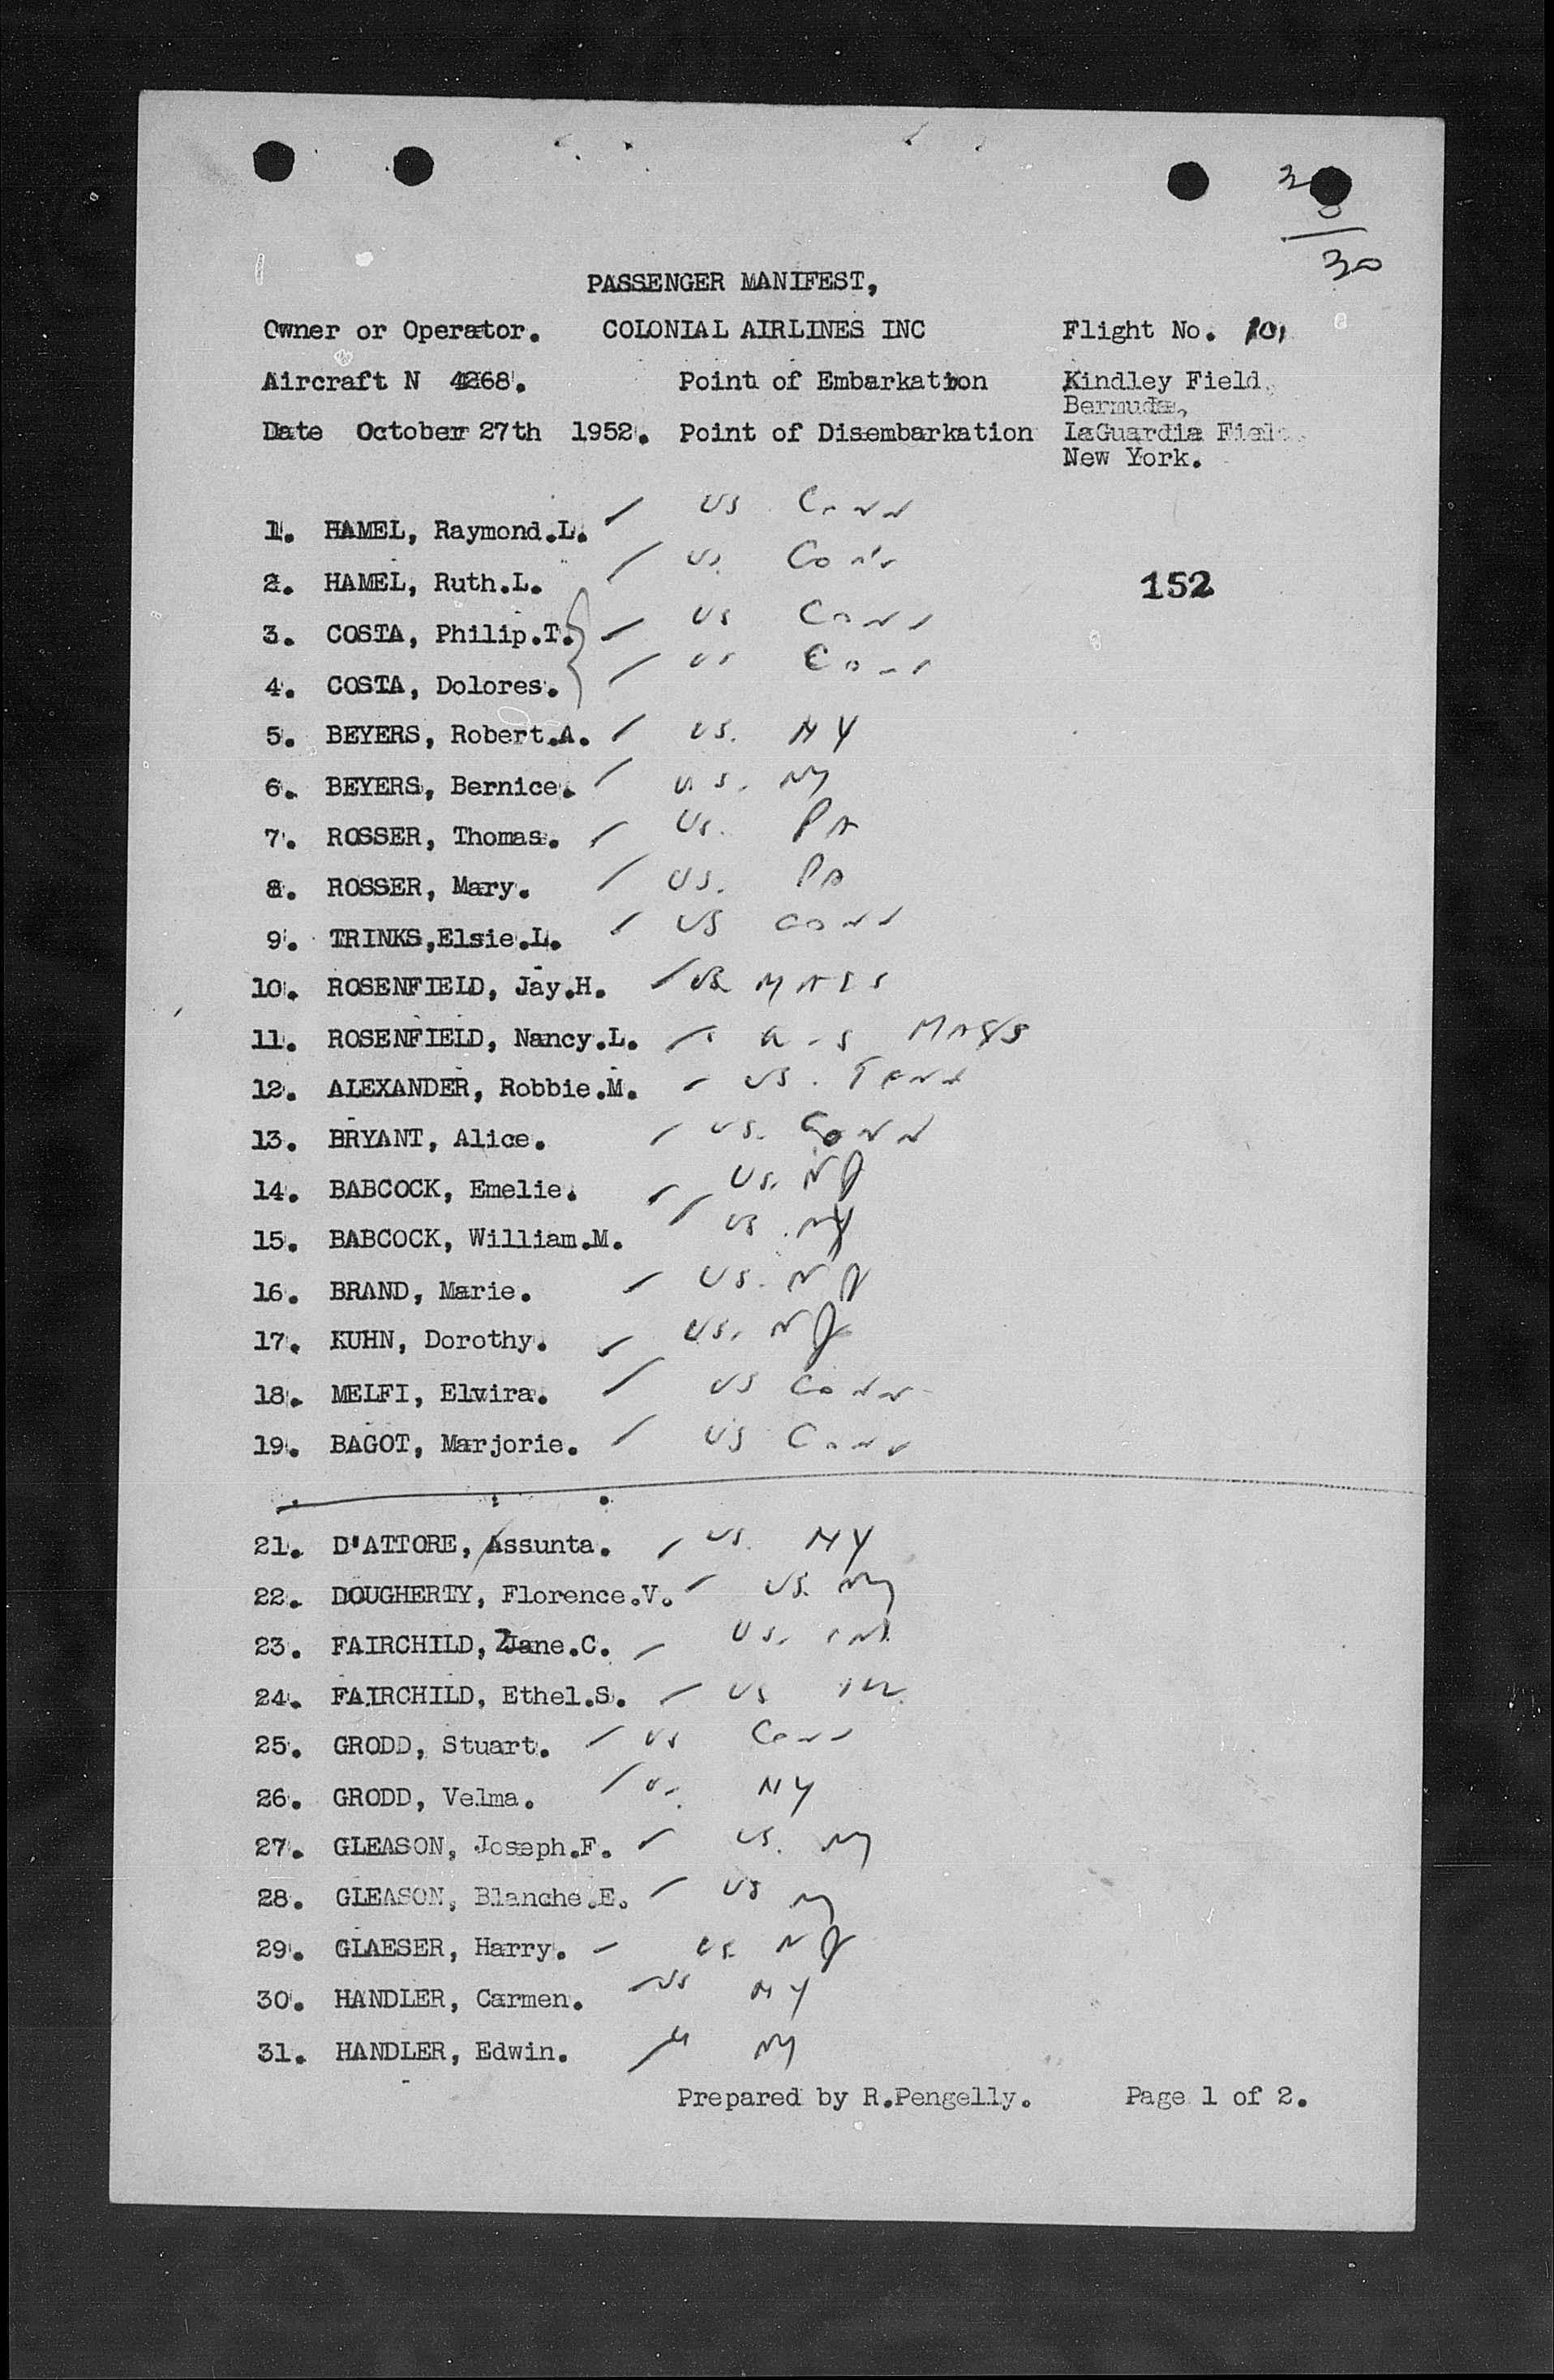 30
PASSENGER MANIFEST,
Owner or Operator. COLONIAL AIRLINES INC Flight No. 101
Aircraft N 4268. Point of Embarkation Kindley Field,
Bermuda,
Date October 27th 1952. Point of Disembarkation LaGuardia Field
New York.
1. HAMEL, Raymond.L. US Conn
2. HAMEL, Ruth.L. US Conn
152
3. COSTA, Philip.T. US Conn
4. COSTA, Dolores. US Conn
5. BEYERS, Robert.A. US. NY
6. BEYERS, Bernice. U.S. NY
7. ROSSER, Thomas. US. PA
8. ROSSER, Mary. US. PA
9. TRINKS,Elsie.L. US Conn
10. ROSENFIELD, Jay.H. US MASS
11. ROSENFIELD, Nancy.L. U-S MASS
12. ALEXANDER, Robbie.M. US. Tenn
13. BRYANT, Alice. US. Conn
14. BABCOCK, Emelie. US. NJ
15. BABCOCK, William.M. US. NY
16. BRAND, Marie. US. NJ
17. KUHN, Dorothy. US. NJ
18. MELFI, Elvira. US Conn
19. BAGOT, Marjorie. US Conn
21. D'ATTORE, Assunta. US. NY
22. DOUGHERTY, Florence.V. US. NY
23. FAIRCHILD, Jane.C. US.
24. FAIRCHILD, Ethel.S. US
25. GRODD, Stuart. US Conn
26. GRODD, Velma. US NY
27. GLEASON, Joseph.F. US. NY
28. GLEASON, Blanche.E. US NY
29. GLAESER, Harry. US NJ
30. HANDLER, Carmen. US NY
31. HANDLER, Edwin. NY
Prepared by R.Pengelly. Page 1 of 2.